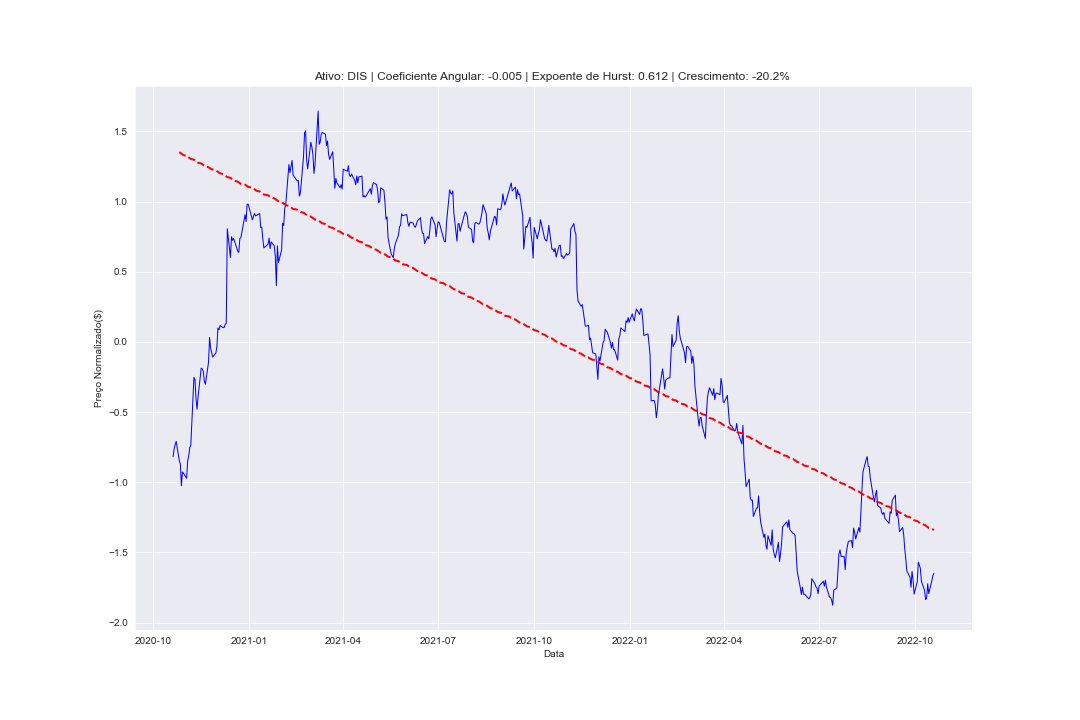 Ativo: DIS | Coeficiente Angular: -0.005 | Expoente de Hurst: 0.612 | Crescimento: -20.2%
Preço Normalizado($)
1.5
1.0
0.5
0.0
−0.5
−1.0
−1.5
−2.0
2020-10 2021-01 2021-04 2021-07 2021-10 2022-01 2022-04 2022-07 2022-10
Data